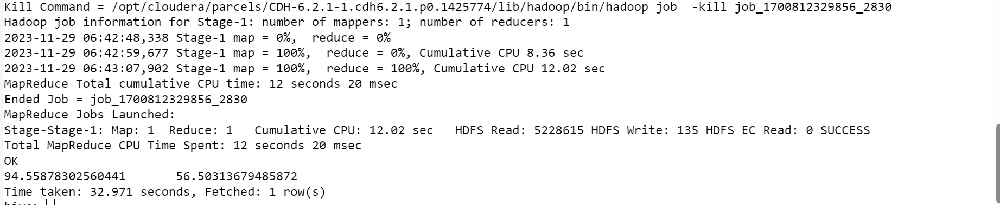 Kill Command = /opt/cloudera/parcels/CDH-6.2.1-1.cdh6.2.1.p0.1425774/lib/hadoop/bin/hadoop job  -kill job_1700812329856_2830
Hadoop job information for Stage-1: number of mappers: 1; number of reducers: 1
2023-11-29 06:42:48,338 Stage-1 map = 0%,  reduce = 0%
2023-11-29 06:42:59,677 Stage-1 map = 100%,  reduce = 0%, Cumulative CPU 8.36 sec
2023-11-29 06:43:07,902 Stage-1 map = 100%,  reduce = 100%, Cumulative CPU 12.02 sec
MapReduce Total cumulative CPU time: 12 seconds 20 msec
Ended Job = job_1700812329856_2830
MapReduce Jobs Launched:
Stage-Stage-1: Map: 1  Reduce: 1   Cumulative CPU: 12.02 sec   HDFS Read: 5228615 HDFS Write: 135 HDFS EC Read: 0 SUCCESS
Total MapReduce CPU Time Spent: 12 seconds 20 msec
OK
94.55878302560441       56.50313679485872
Time taken: 32.971 seconds, Fetched: 1 row(s)